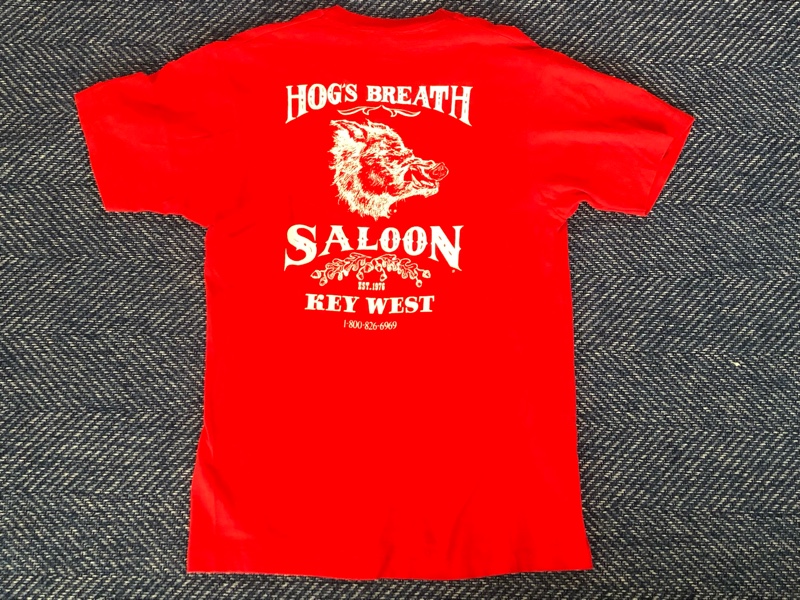 HOG'S BREATH
SALOON
EST. 1976
KEY WEST
1-800-826-6969